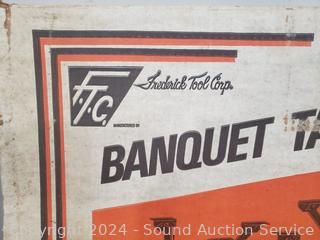 F.T.C.
Frederick Tool Corp.
MANUFACTURED BY
BANQUET TA
Copyright 2024 - Sound Auction Service